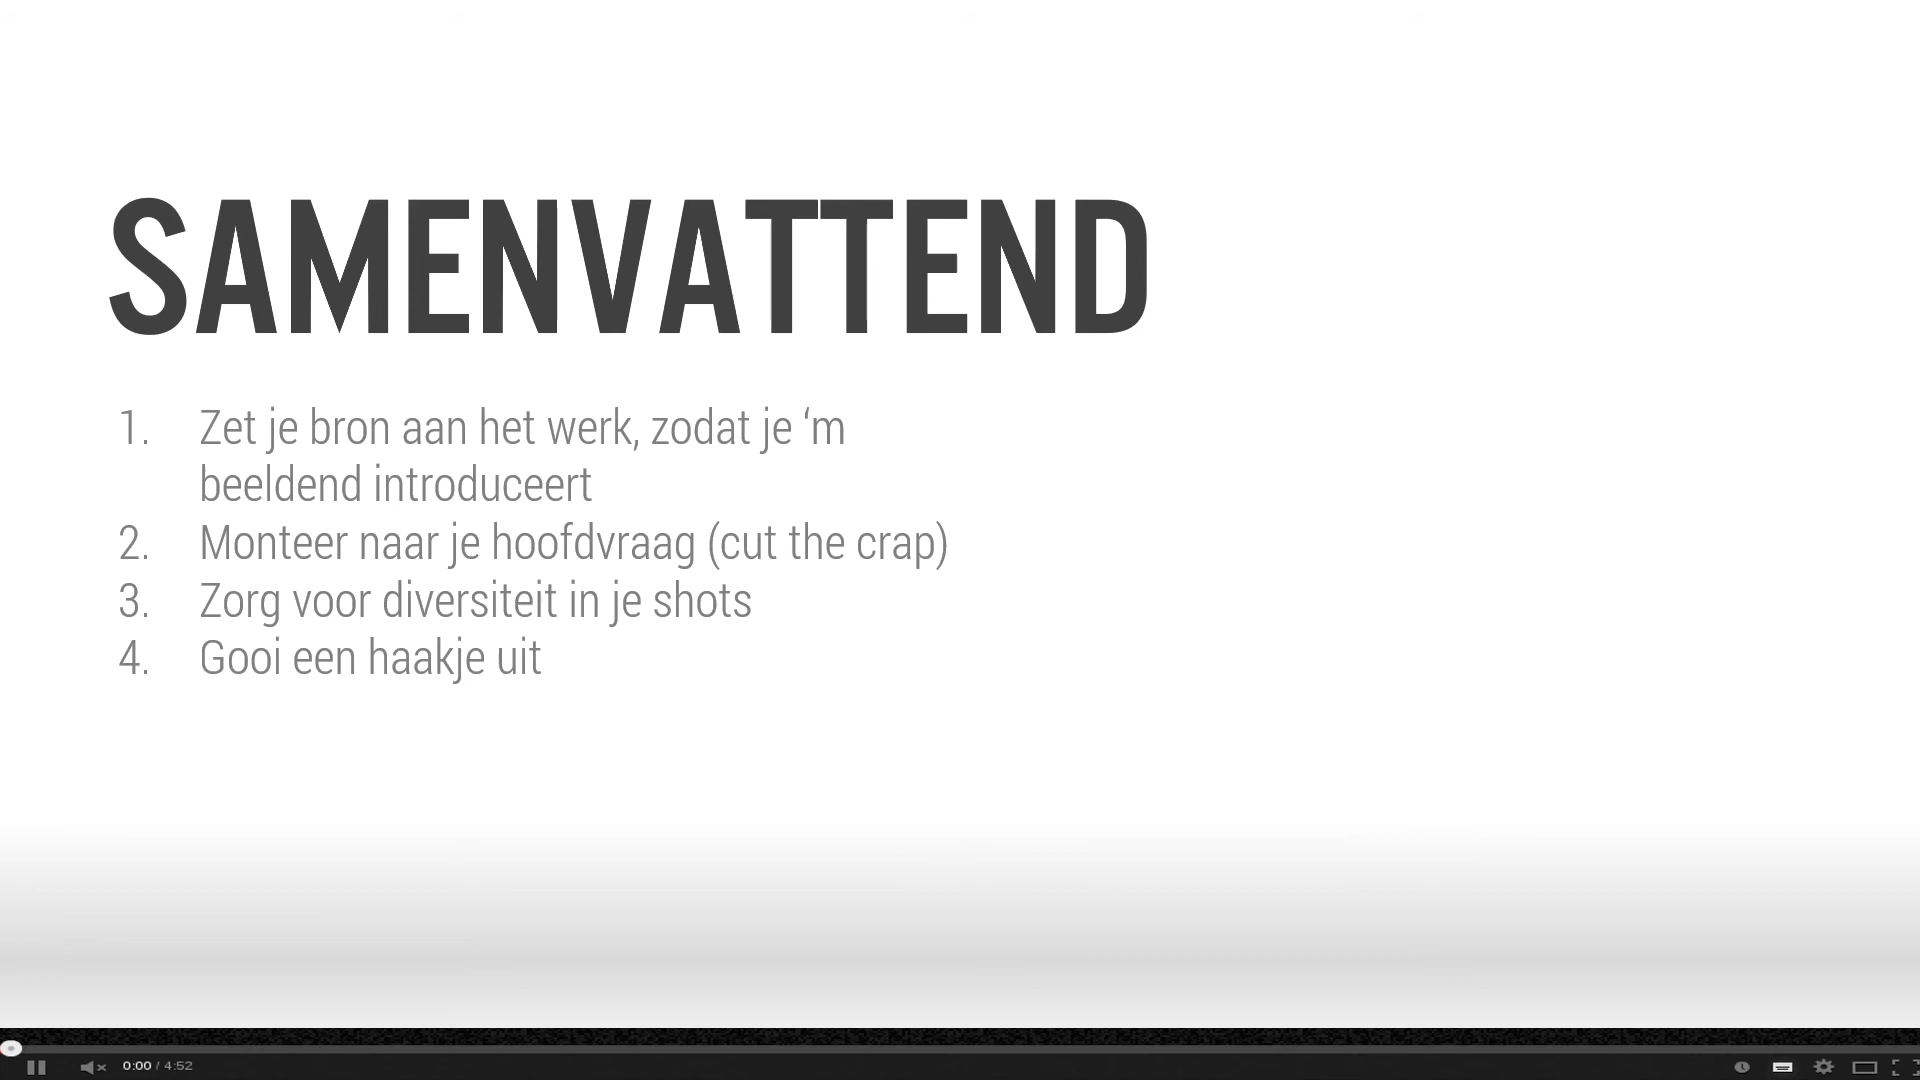 SAMENVATTEND
1. Zet je bron aan het werk, zodat je ‘m
beeldend introduceert
2. Monteer naar je hoofdvraag (cut the crap)
3. Zorg voor diversiteit in je shots
4. Gooi een haakje uit
0:00 / 4:52